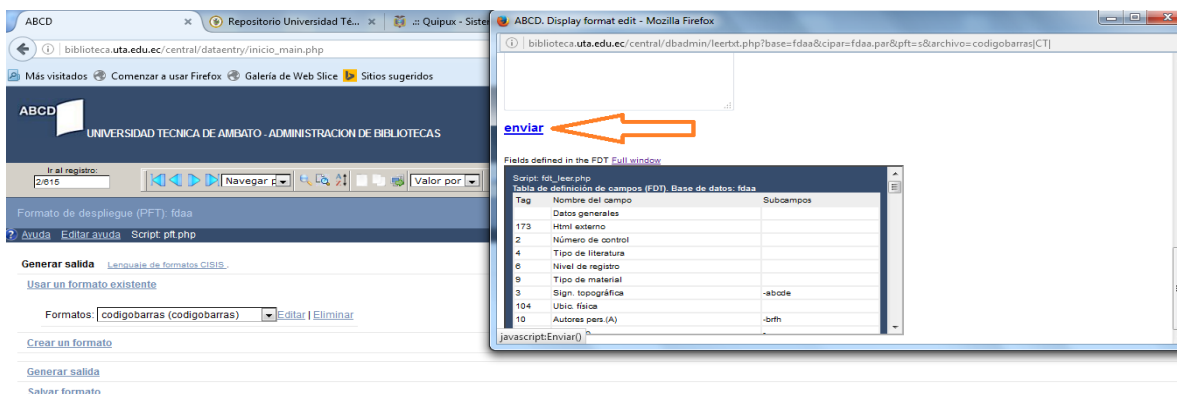 ABCD
Repositorio Universidad Té...
.:: Quipux - Sister
biblioteca.uta.edu.ec/central/dataentry/inicio_main.php
Más visitados Comenzar a usar Firefox Galería de Web Slice Sitios sugeridos
ABCD
UNIVERSIDAD TECNICA DE AMBATO - ADMINISTRACION DE BIBLIOTECAS
Ir al registro:
2/615
Navegar
Valor por
Formato de despliegue (PFT): fdaa
Ayuda Editar ayuda Script: pft.php
Generar salida Lenguaje de formatos CISIS.
Usar un formato existente
Formatos: codigobarras (codigobarras) Editar | Eliminar
Crear un formato
Generar salida
Salvar formato
ABCD. Display format edit - Mozilla Firefox
biblioteca.uta.edu.ec/central/dbadmin/leertxt.php?base=fdaa&cipar=fdaa.par&pft=s&archivo=codigobarras|CT|
enviar
Fields defined in the FDT Full window
Script: fdt_leer.php
Tabla de definición de campos (FDT). Base de datos: fdaa
Tag Nombre del campo Subcampos
Datos generales
173 Html externo
2 Número de control
4 Tipo de literatura
6 Nivel de registro
9 Tipo de material
3 Sign. topográfica -abcde
104 Ubic. física
10 Autores pers.(A) -brfh
javascript:Enviar()